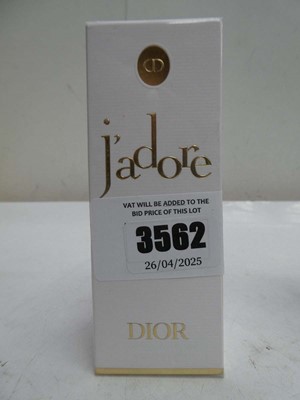 CD
j'adore
VAT WILL BE ADDED TO THE
BID PRICE OF THIS LOT
3562
26/04/2025
DIOR